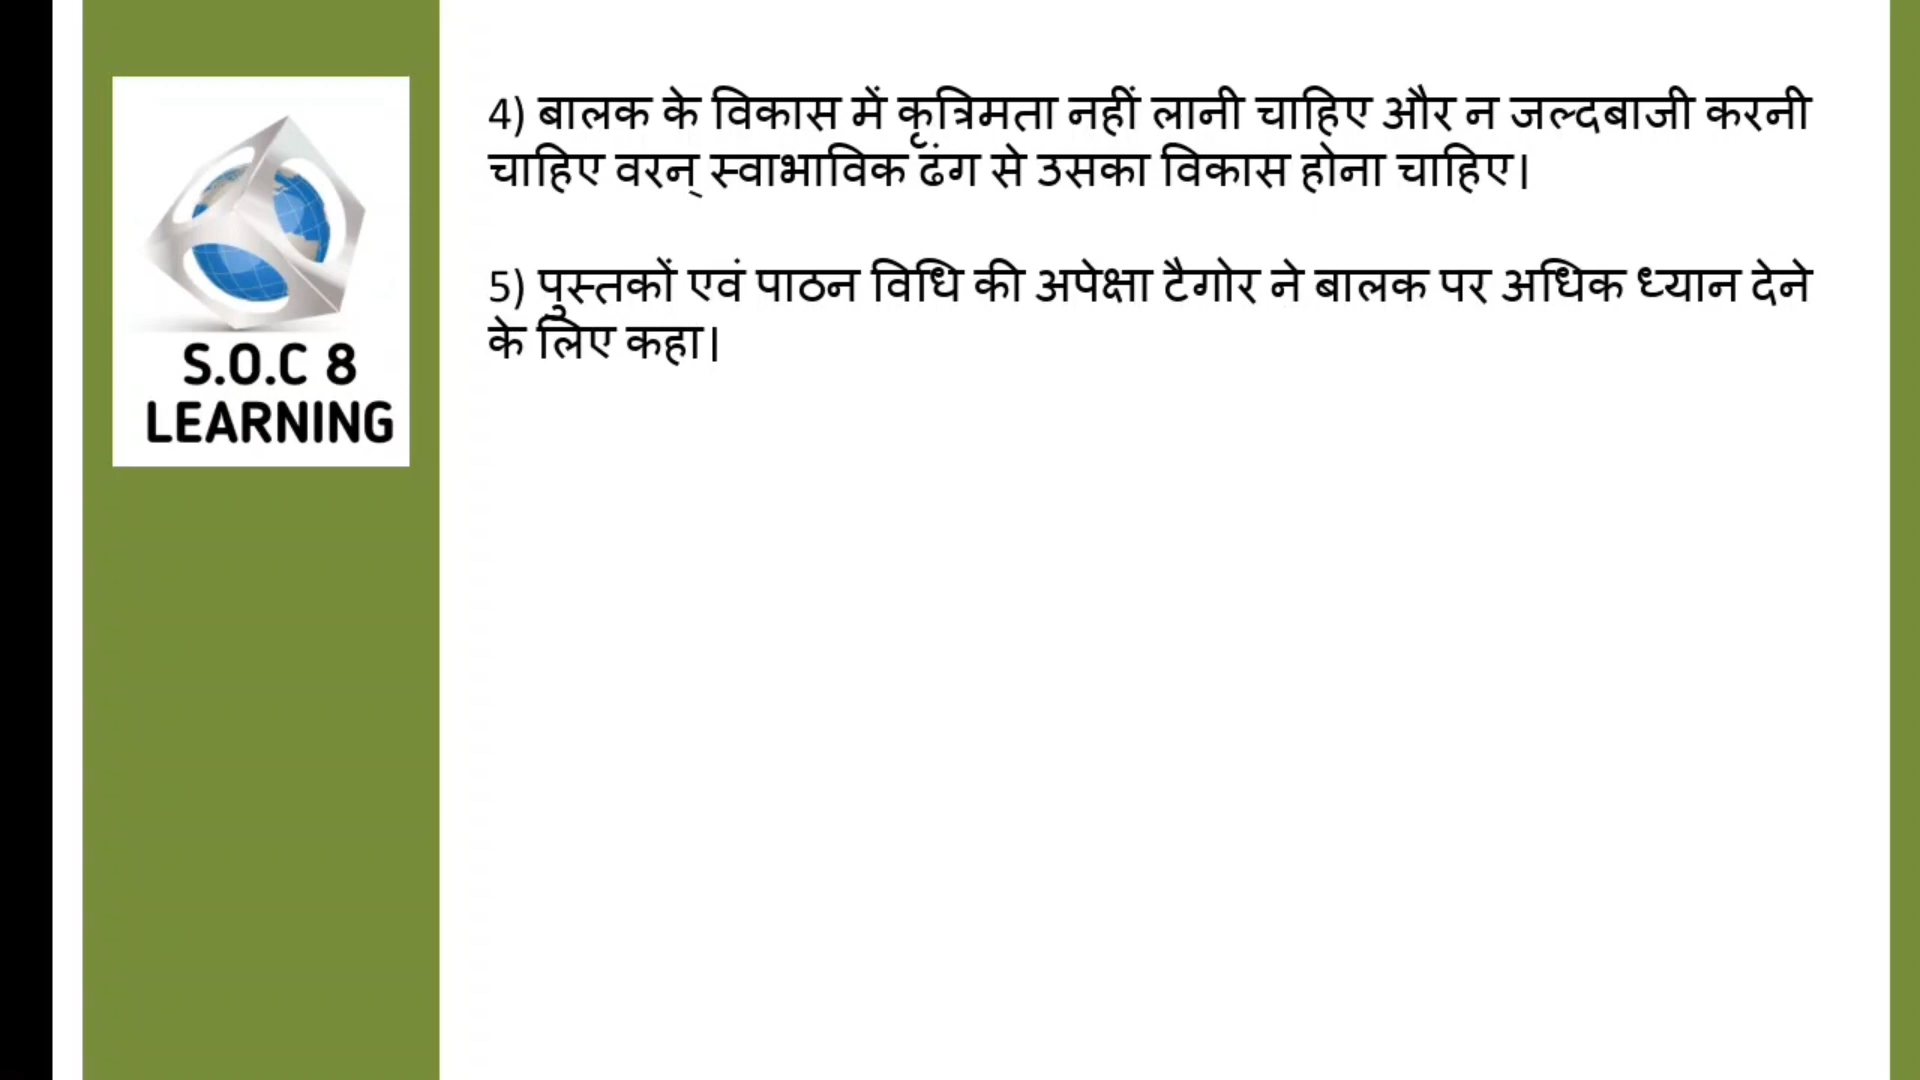 S.O.C 8
LEARNING
4) बालक के विकास में कृत्रिमता नहीं लानी चाहिए और न जल्दबाजी करनी
चाहिए वरन् स्वाभाविक ढंग से उसका विकास होना चाहिए।
5) पुस्तकों एवं पाठन विधि की अपेक्षा टैगोर ने बालक पर अधिक ध्यान देने
के लिए कहा।